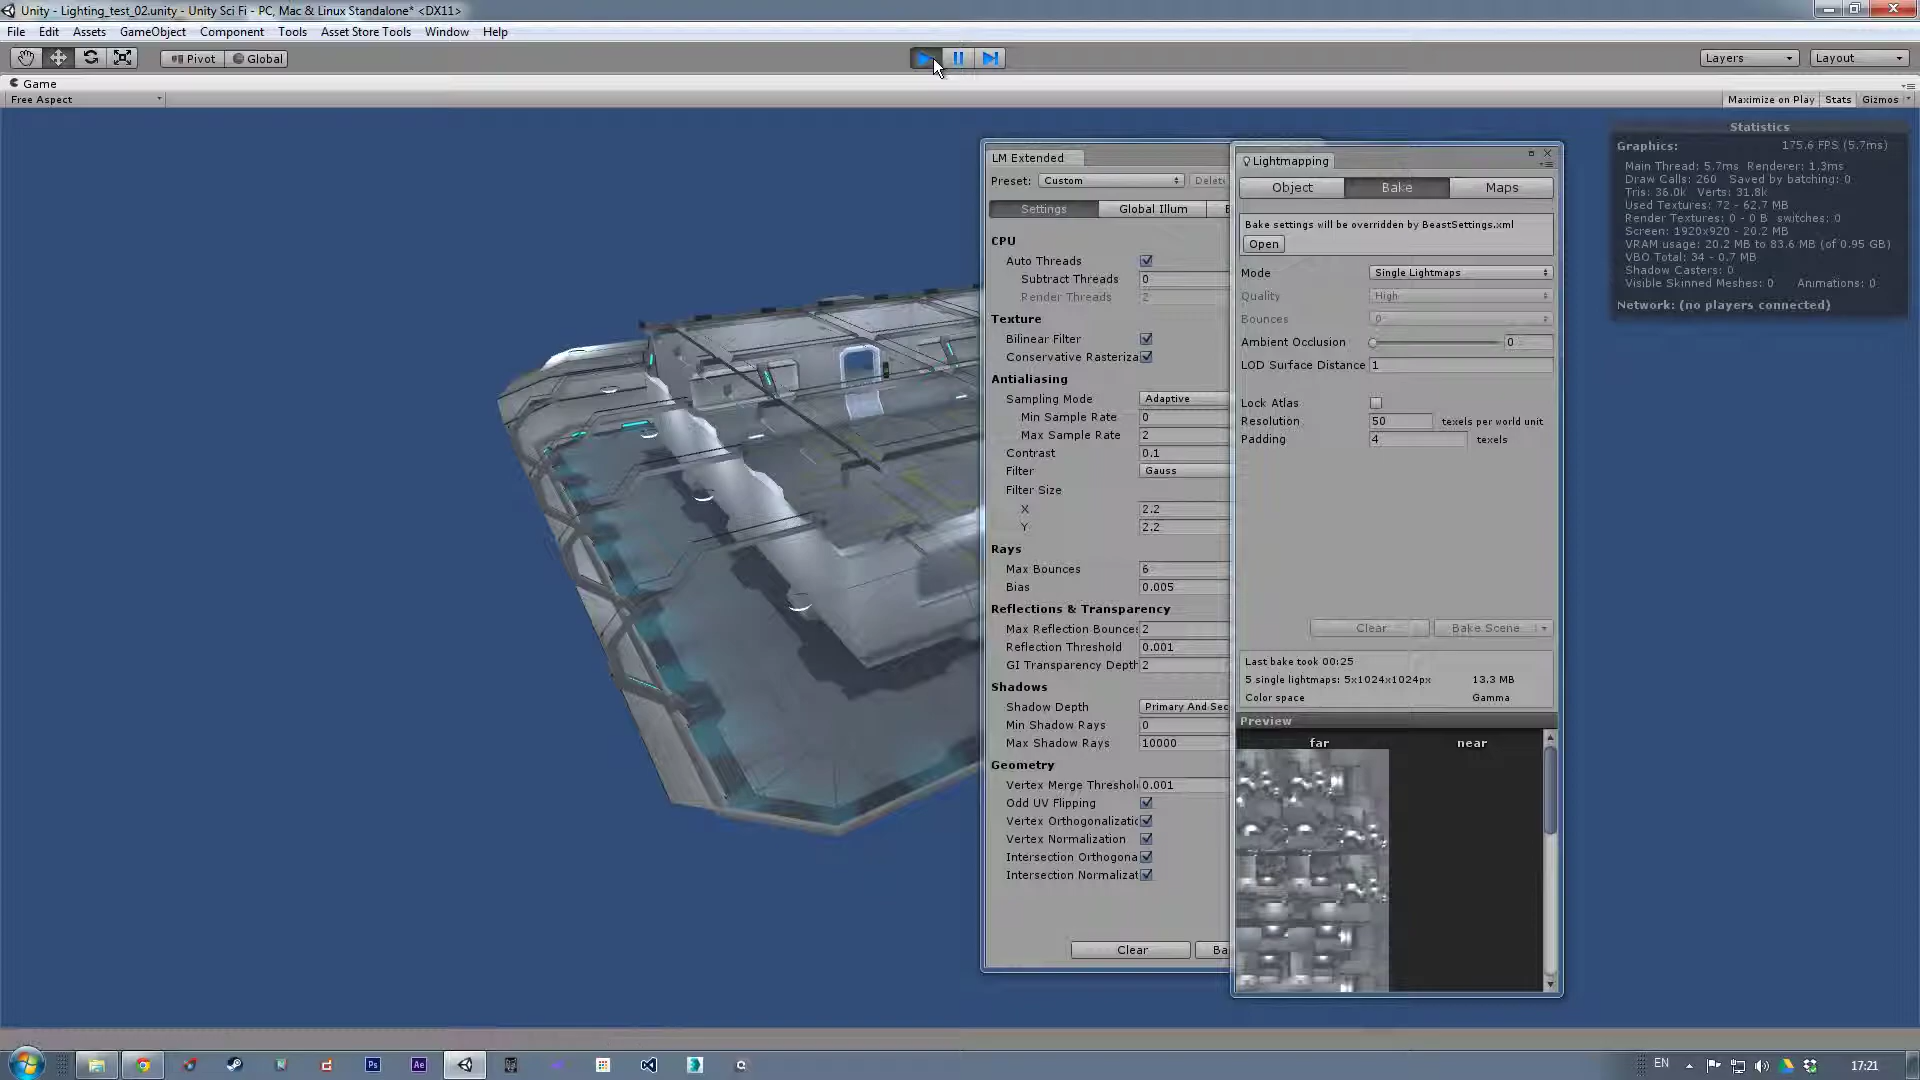 Unity - Lighting_test_02.unity - Unity Sci Fi - PC, Mac & Linux Standalone* <DX11>
File Edit Assets GameObject Component Tools Asset Store Tools Window Help
Pivot Global Layers Layout
Game
Free Aspect Maximize on Play Stats Gizmos
Statistics
Graphics: 175.6 FPS (5.7ms)
Main Thread: 5.7ms Renderer: 1.3ms
Draw Calls: 260 Saved by batching: 0
Tris: 36.0k Verts: 31.8k
Used Textures: 72 - 62.7 MB
Render Textures: 0 - 0 B switches: 0
Screen: 1920x920 - 20.2 MB
VRAM usage: 20.2 MB to 83.6 MB (of 0.95 GB)
VBO Total: 34 - 0.7 MB
Shadow Casters: 0
Visible Skinned Meshes: 0 Animations: 0
Network: (no players connected)
LM Extended
Preset: Custom Delete
Settings Global Illum
CPU
Auto Threads
Subtract Threads 0
Render Threads 2
Texture
Bilinear Filter
Conservative Rasteriza
Antialiasing
Sampling Mode Adaptive
Min Sample Rate 0
Max Sample Rate 2
Contrast 0.1
Filter Gauss
Filter Size
X 2.2
Y 2.2
Rays
Max Bounces 6
Bias 0.005
Reflections & Transparency
Max Reflection Bounces 2
Reflection Threshold 0.001
GI Transparency Depth 2
Shadows
Shadow Depth Primary And Sec
Min Shadow Rays 0
Max Shadow Rays 10000
Geometry
Vertex Merge Threshol 0.001
Odd UV Flipping
Vertex Orthogonalizatic
Vertex Normalization
Intersection Orthogona
Intersection Normalizat
Clear Ba
Lightmapping
Object Bake Maps
Bake settings will be overridden by BeastSettings.xml
Open
Mode Single Lightmaps
Quality High
Bounces 0
Ambient Occlusion 0
LOD Surface Distance 1
Lock Atlas
Resolution 50 texels per world unit
Padding 4 texels
Clear Bake Scene
Last bake took 00:25
5 single lightmaps: 5x1024x1024px 13.3 MB
Color space Gamma
Preview
far near
Ps Ae EN 17:21